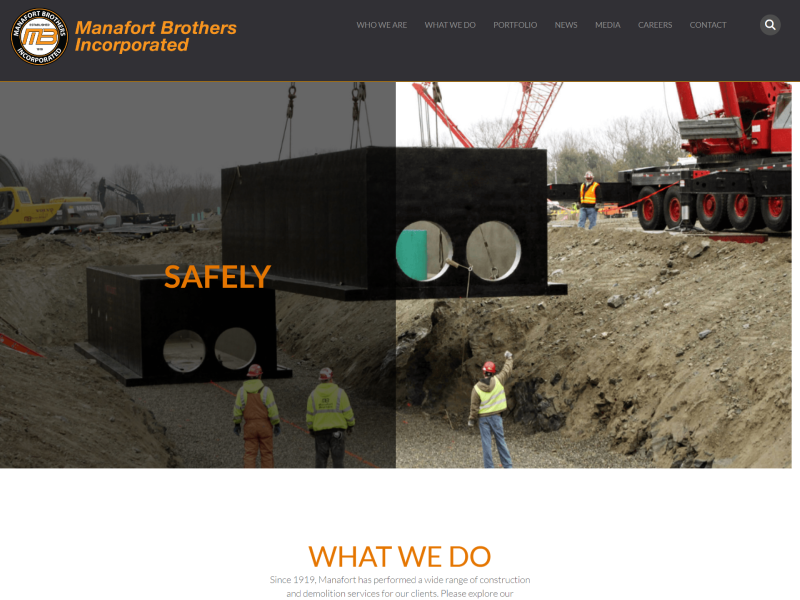 MANAFORT BROTHERS
ESTABLISHED
MB
1919
INCORPORATED
Manafort Brothers
Incorporated
WHO WE ARE
WHAT WE DO
PORTFOLIO
NEWS
MEDIA
CAREERS
CONTACT
SAFELY
WHAT WE DO
Since 1919, Manafort has performed a wide range of construction
and demolition services for our clients. Please explore our